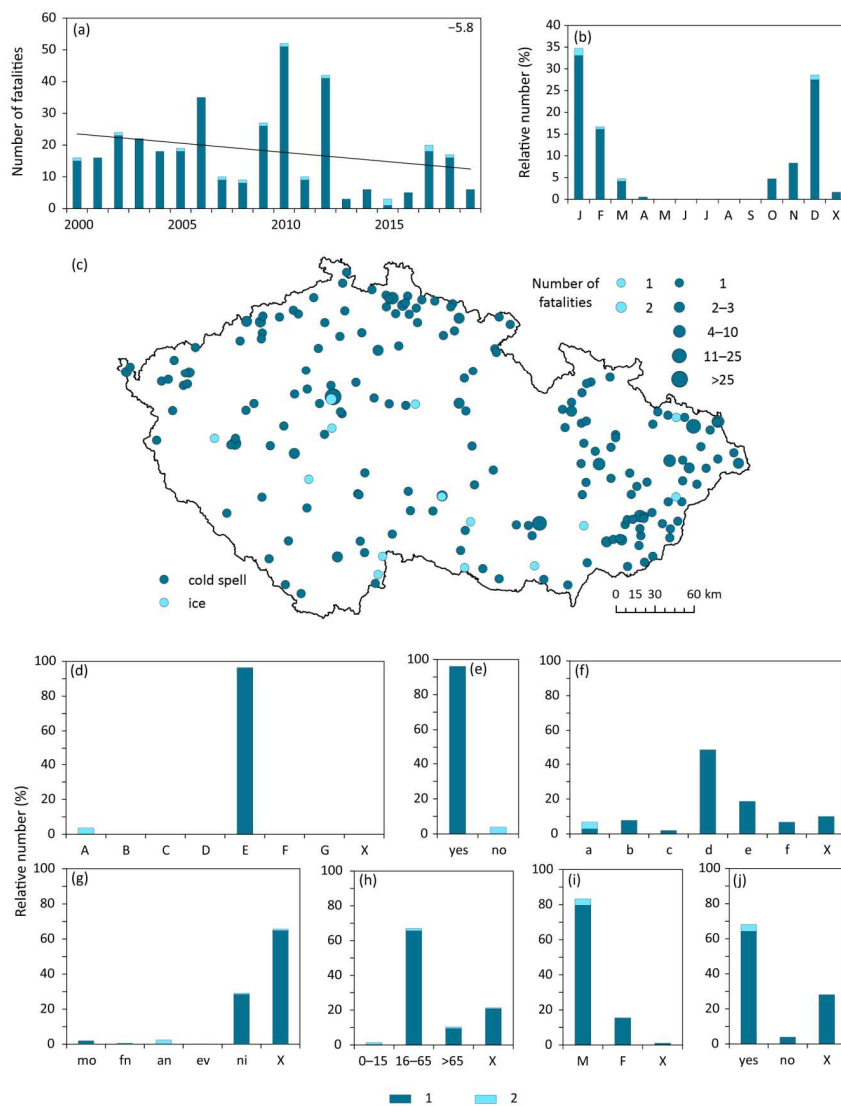 (a)
−5.8
Number of fatalities
60
50
40
30
20
10
0
2000
2005
2010
2015
(b)
Relative number (%)
40
35
30
25
20
15
10
5
0
J F M A M J J A S O N D X
(c)
Number of fatalities
1
2
1
2–3
4–10
11–25
>25
cold spell
ice
0 15 30 60 km
Relative number (%)
(d)
100
80
60
40
20
0
A B C D E F G X
(e)
100
80
60
40
20
0
yes no
(f)
100
80
60
40
20
0
a b c d e f X
(g)
100
80
60
40
20
0
mo fn an ev ni X
(h)
100
80
60
40
20
0
0–15 16–65 >65 X
(i)
100
80
60
40
20
0
M F X
(j)
100
80
60
40
20
0
yes no X
1 2